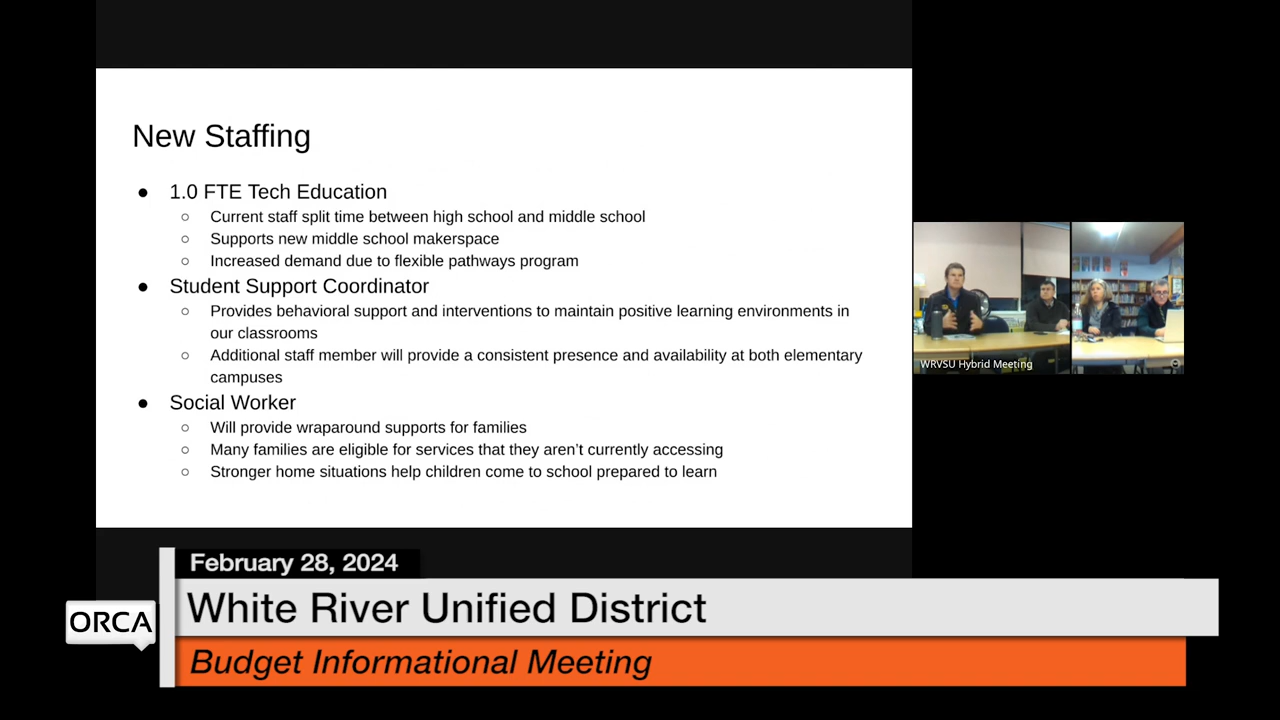 New Staffing
● 1.0 FTE Tech Education
○ Current staff split time between high school and middle school
○ Supports new middle school makerspace
○ Increased demand due to flexible pathways program
● Student Support Coordinator
○ Provides behavioral support and interventions to maintain positive learning environments in
our classrooms
○ Additional staff member will provide a consistent presence and availability at both elementary
campuses
● Social Worker
○ Will provide wraparound supports for families
○ Many families are eligible for services that they aren't currently accessing
○ Stronger home situations help children come to school prepared to learn
WRVSU Hybrid Meeting
February 28, 2024
ORCA
White River Unified District
Budget Informational Meeting